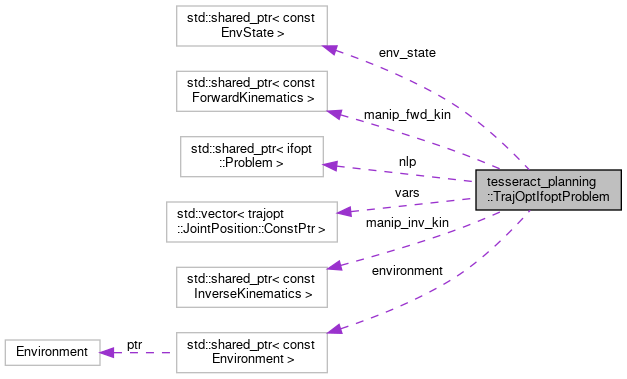 std::shared_ptr< const
EnvState >
env_state
std::shared_ptr< const
ForwardKinematics >
manip_fwd_kin
std::shared_ptr< ifopt
::Problem >
nlp
tesseract_planning
::TrajOptIfoptProblem
vars
std::vector< trajopt
::JointPosition::ConstPtr >
manip_inv_kin
std::shared_ptr< const
InverseKinematics >
environment
Environment
ptr
std::shared_ptr< const
Environment >